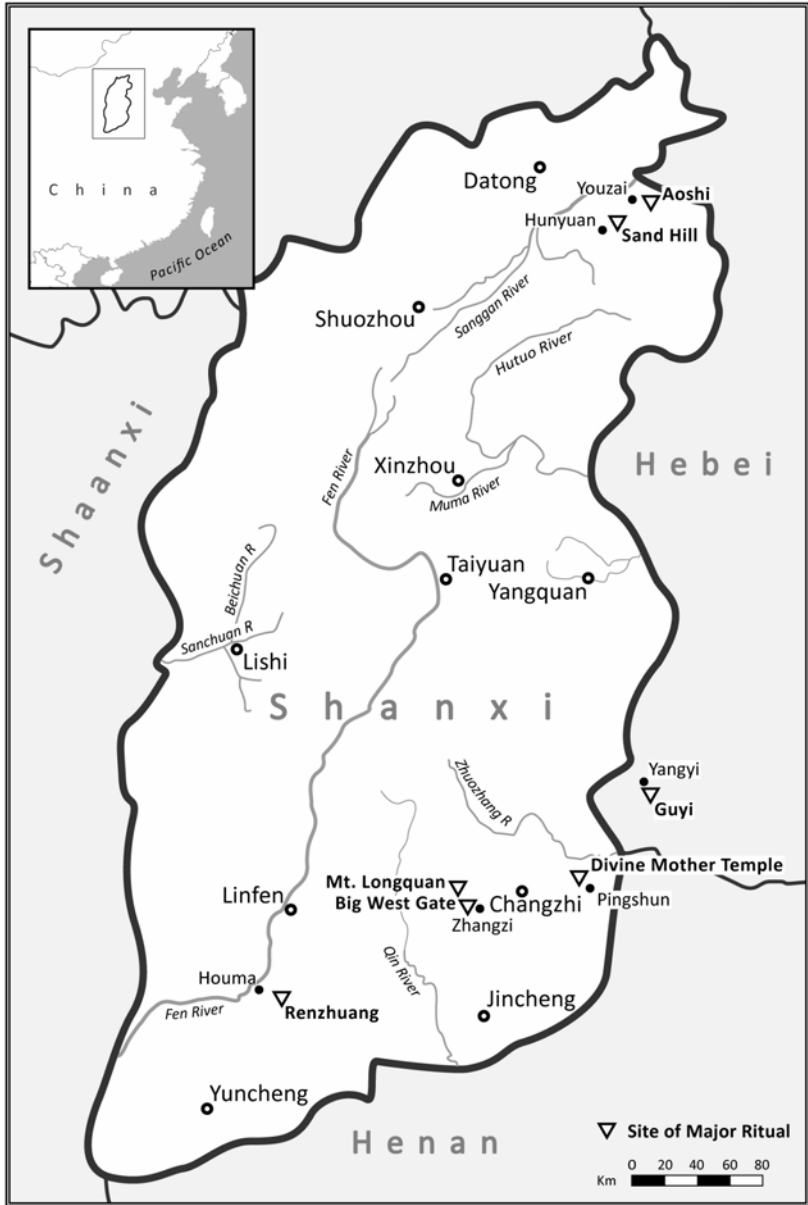 China
Pacific Ocean
Datong
Youzai
Aoshi
Hunyuan
Sand Hill
Shuozhou
Sanggan River
Hutuo River
Shaanxi
Hebei
Fen River
Xinzhou
Muma River
Taiyuan
Yangquan
Beichuan R
Sanchuan R
Lishi
Shanxi
Zhuozhang R
Yangyi
Guyi
Divine Mother Temple
Mt. Longquan
Big West Gate
Changzhi
Pingshun
Zhangzi
Linfen
Qin River
Houma
Fen River
Renzhuang
Jincheng
Yuncheng
Henan
Site of Major Ritual
Km 0 20 40 60 80